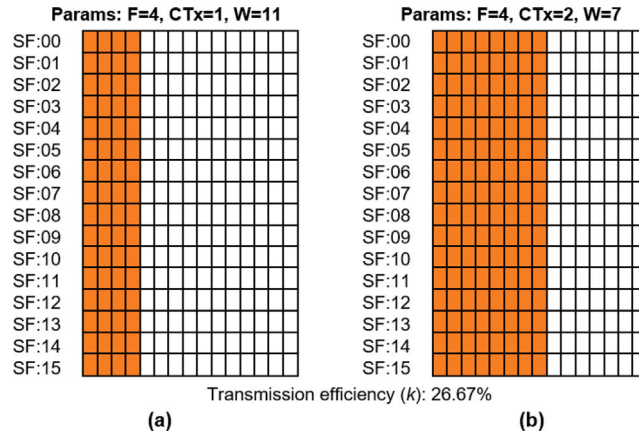 Params: F=4, CTx=1, W=11 Params: F=4, CTx=2, W=7
SF:00 SF:00
SF:01 SF:01
SF:02 SF:02
SF:03 SF:03
SF:04 SF:04
SF:05 SF:05
SF:06 SF:06
SF:07 SF:07
SF:08 SF:08
SF:09 SF:09
SF:10 SF:10
SF:11 SF:11
SF:12 SF:12
SF:13 SF:13
SF:14 SF:14
SF:15 SF:15
Transmission efficiency (k): 26.67%
(a) (b)